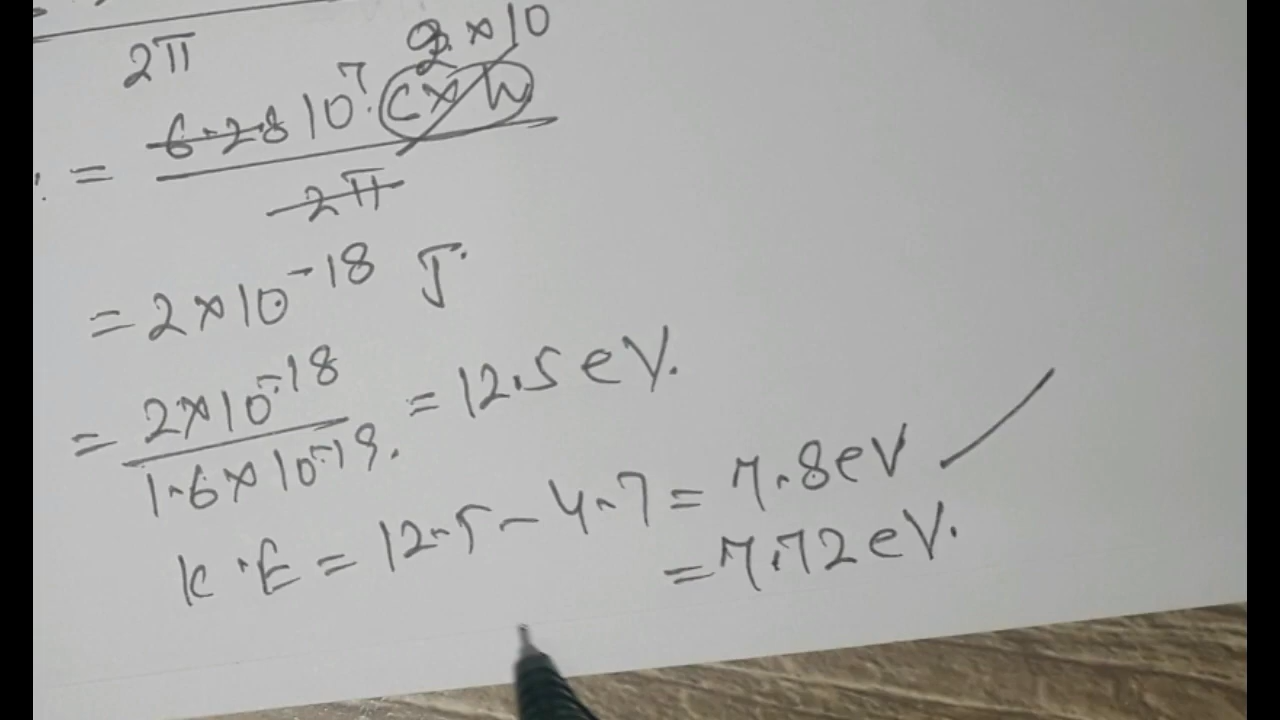 2π
2 × 10
= 6.28 10⁷. (c × h)
2π
= 2×10⁻¹⁸ J.
= 2×10⁻¹⁸ / 1.6×10⁻¹⁹. = 12.5 eV.
K.E = 12.5 - 4.7 = 7.8 eV
= 7.72 eV.